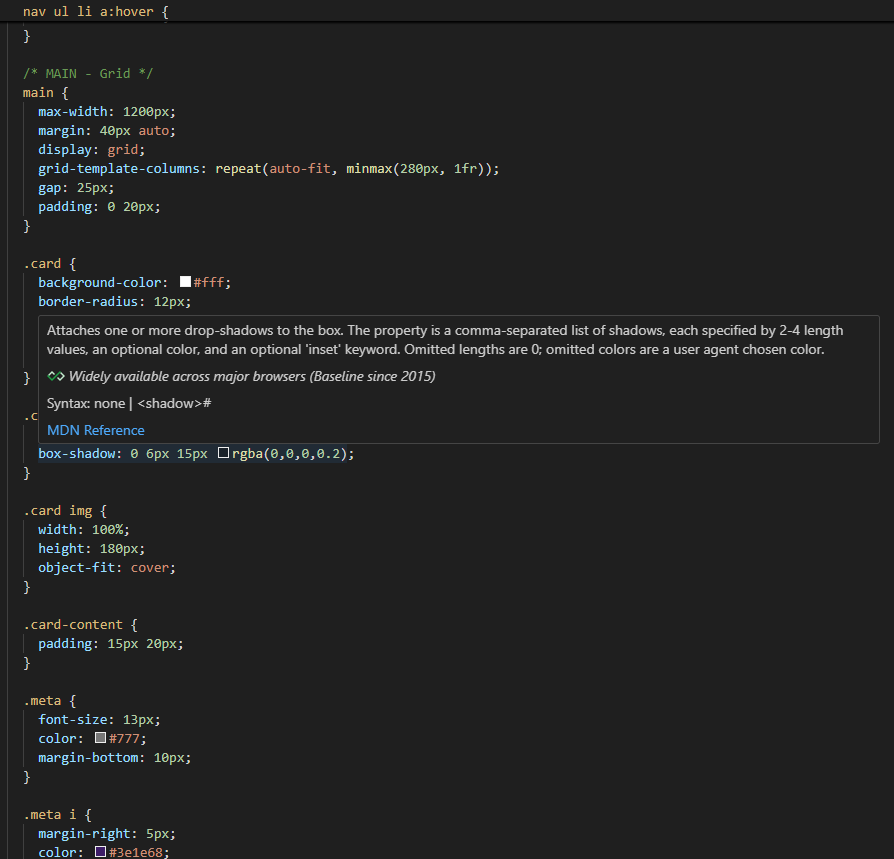 nav ul li a:hover {
}
/* MAIN - Grid */
main {
max-width: 1200px;
margin: 40px auto;
display: grid;
grid-template-columns: repeat(auto-fit, minmax(280px, 1fr));
gap: 25px;
padding: 0 20px;
}
.card {
background-color: #fff;
border-radius: 12px;
Attaches one or more drop-shadows to the box. The property is a comma-separated list of shadows, each specified by 2-4 length
values, an optional color, and an optional 'inset' keyword. Omitted lengths are 0; omitted colors are a user agent chosen color.
}
Widely available across major browsers (Baseline since 2015)
Syntax: none | <shadow>#
.c
MDN Reference
box-shadow: 0 6px 15px rgba(0,0,0,0.2);
}
.card img {
width: 100%;
height: 180px;
object-fit: cover;
}
.card-content {
padding: 15px 20px;
}
.meta {
font-size: 13px;
color: #777;
margin-bottom: 10px;
}
.meta i {
margin-right: 5px;
color: #3e1e68;